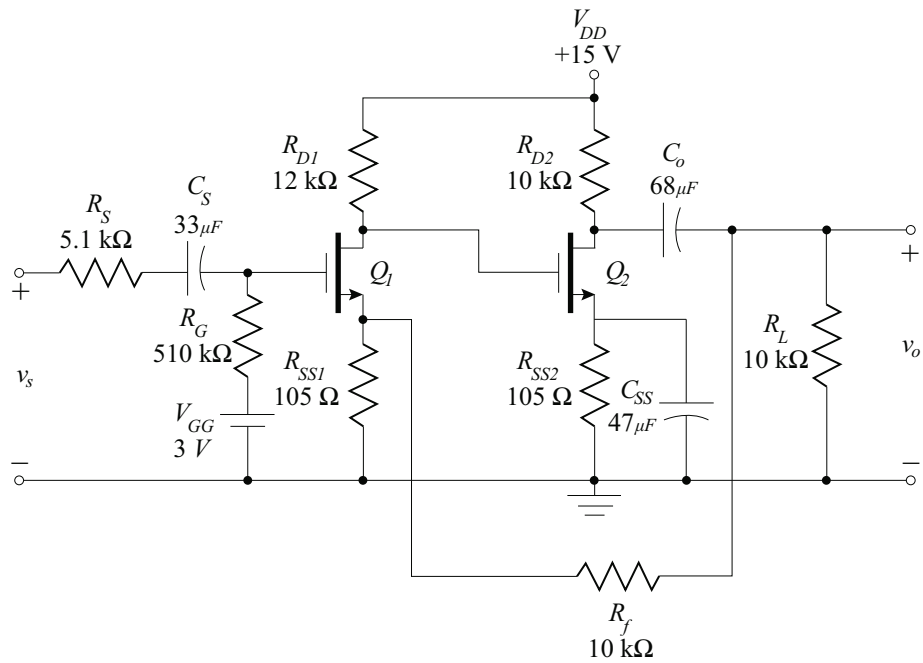 V_DD
+15 V
R_D1
12 kΩ
R_D2
10 kΩ
C_o
68μF
C_S
33μF
R_S
5.1 kΩ
+
+
Q_1
Q_2
R_G
510 kΩ
R_L
10 kΩ
v_s
v_o
R_SS1
105 Ω
R_SS2
105 Ω
C_SS
47μF
V_GG
3 V
−
−
R_f
10 kΩ